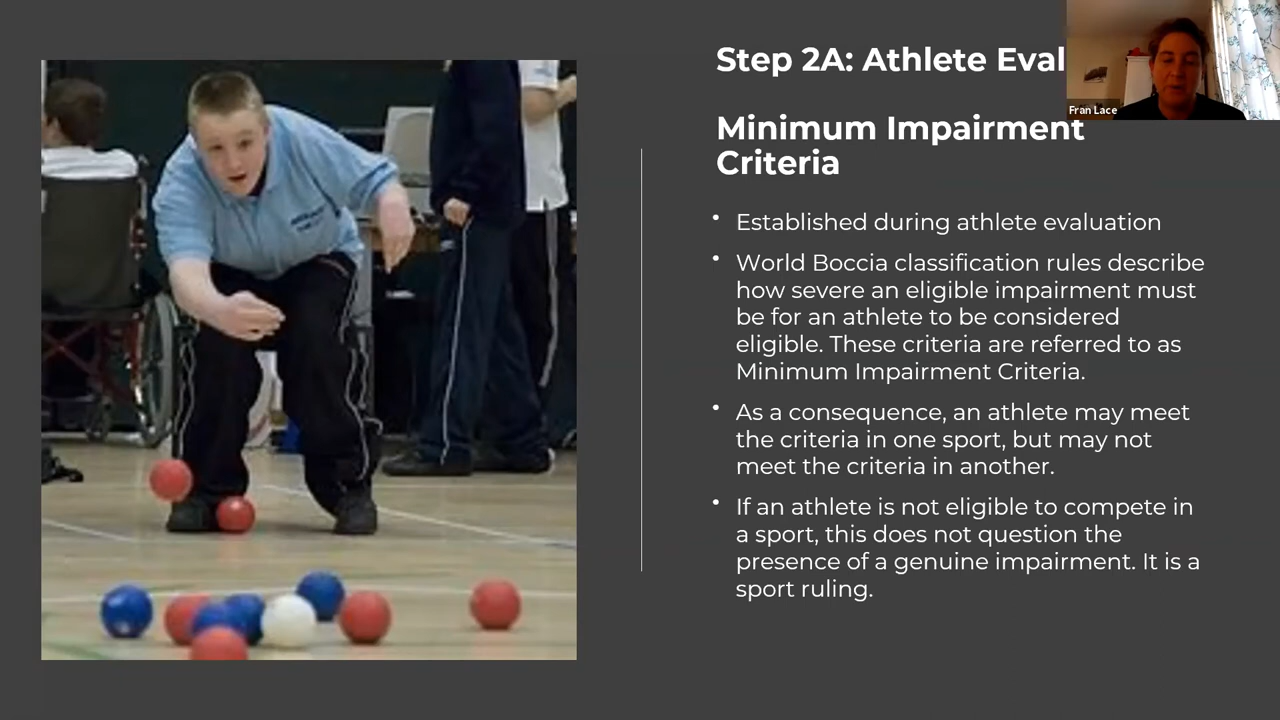 Step 2A: Athlete Eval
Fran Lace
Minimum Impairment
Criteria
• Established during athlete evaluation
• World Boccia classification rules describe
how severe an eligible impairment must
be for an athlete to be considered
eligible. These criteria are referred to as
Minimum Impairment Criteria.
• As a consequence, an athlete may meet
the criteria in one sport, but may not
meet the criteria in another.
• If an athlete is not eligible to compete in
a sport, this does not question the
presence of a genuine impairment. It is a
sport ruling.